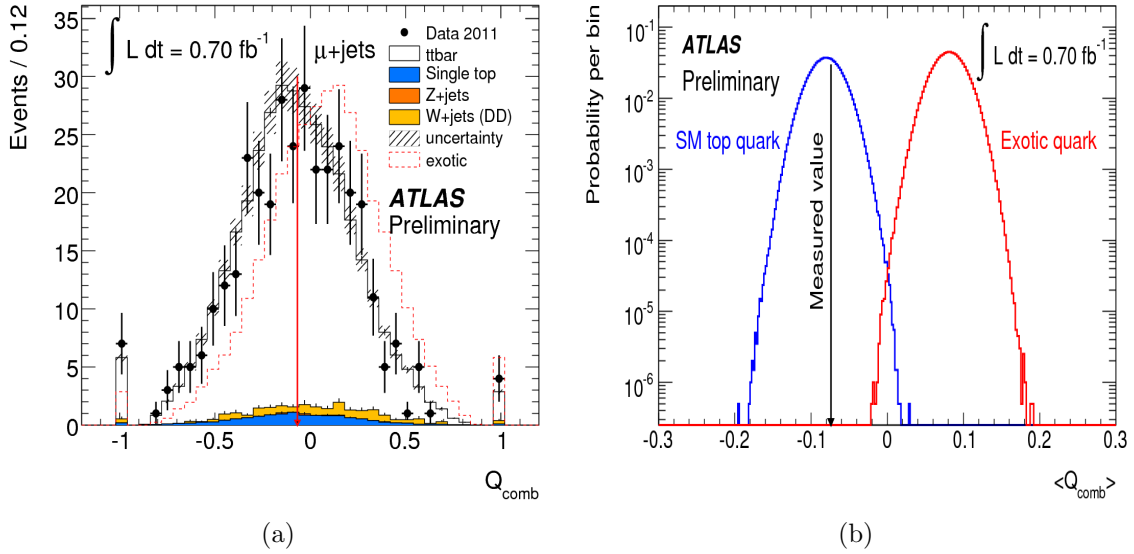 Events / 0.12
35
30
25
20
15
10
5
0
∫ L dt = 0.70 fb-1
μ+jets
Data 2011
ttbar
Single top
Z+jets
W+jets (DD)
uncertainty
exotic
ATLAS
Preliminary
-1 -0.5 0 0.5 1
Qcomb
(a)
Probability per bin
10-1
10-2
10-3
10-4
10-5
10-6
ATLAS
Preliminary
∫ L dt = 0.70 fb-1
SM top quark
Measured value
Exotic quark
-0.3 -0.2 -0.1 0 0.1 0.2 0.3
<Qcomb>
(b)